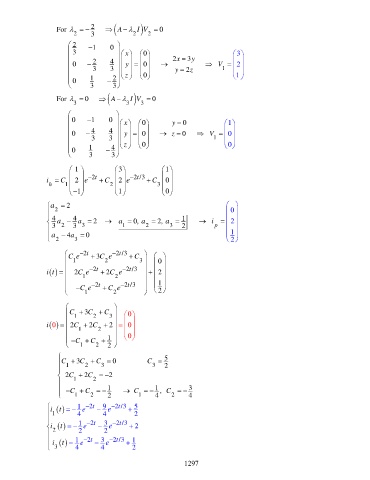 For λ₂ = −2/3 ⇒ (A − λ₂I)V₂ = 0
(2/3 −1 0; 0 −2/3 4/3; 0 1/3 −2/3)(x; y; z) = (0; 0; 0) → 2x = 3y, y = 2z ⇒ V₁ = (3; 2; 1)
For λ₃ = 0 ⇒ (A − λ₃I)V₃ = 0
(0 −1 0; 0 −4/3 4/3; 0 1/3 −4/3)(x; y; z) = (0; 0; 0) → y = 0, z = 0 ⇒ V₁ = (1; 0; 0)
i₀ = C₁(1; 2; −1)e^(−2t) + C₂(3; 2; 1)e^(−2t/3) + C₃(1; 0; 0)
{a₂ = 2; 4/3 a₂ − 4/3 a₃ = 2; a₂ − 4a₃ = 0 → a₁ = 0, a₂ = 2, a₃ = 1/2 → i_p = (0; 2; 1/2)
i(t) = (C₁e^(−2t) + 3C₂e^(−2t/3) + C₃; 2C₁e^(−2t) + 2C₂e^(−2t/3); −C₁e^(−2t) + C₂e^(−2t/3)) + (0; 2; 1/2)
i(0) = (C₁ + 3C₂ + C₃; 2C₁ + 2C₂ + 2; −C₁ + C₂ + 1/2) = (0; 0; 0)
{C₁ + 3C₂ + C₃ = 0 C₃ = 5/2
2C₁ + 2C₂ = −2
−C₁ + C₂ = −1/2 → C₁ = −1/4, C₂ = −3/4
{i₁(t) = −1/4 e^(−2t) − 9/4 e^(−2t/3) + 5/2
i₂(t) = −1/2 e^(−2t) − 3/2 e^(−2t/3) + 2
i₃(t) = 1/4 e^(−2t) − 3/4 e^(−2t/3) + 1/2
1297